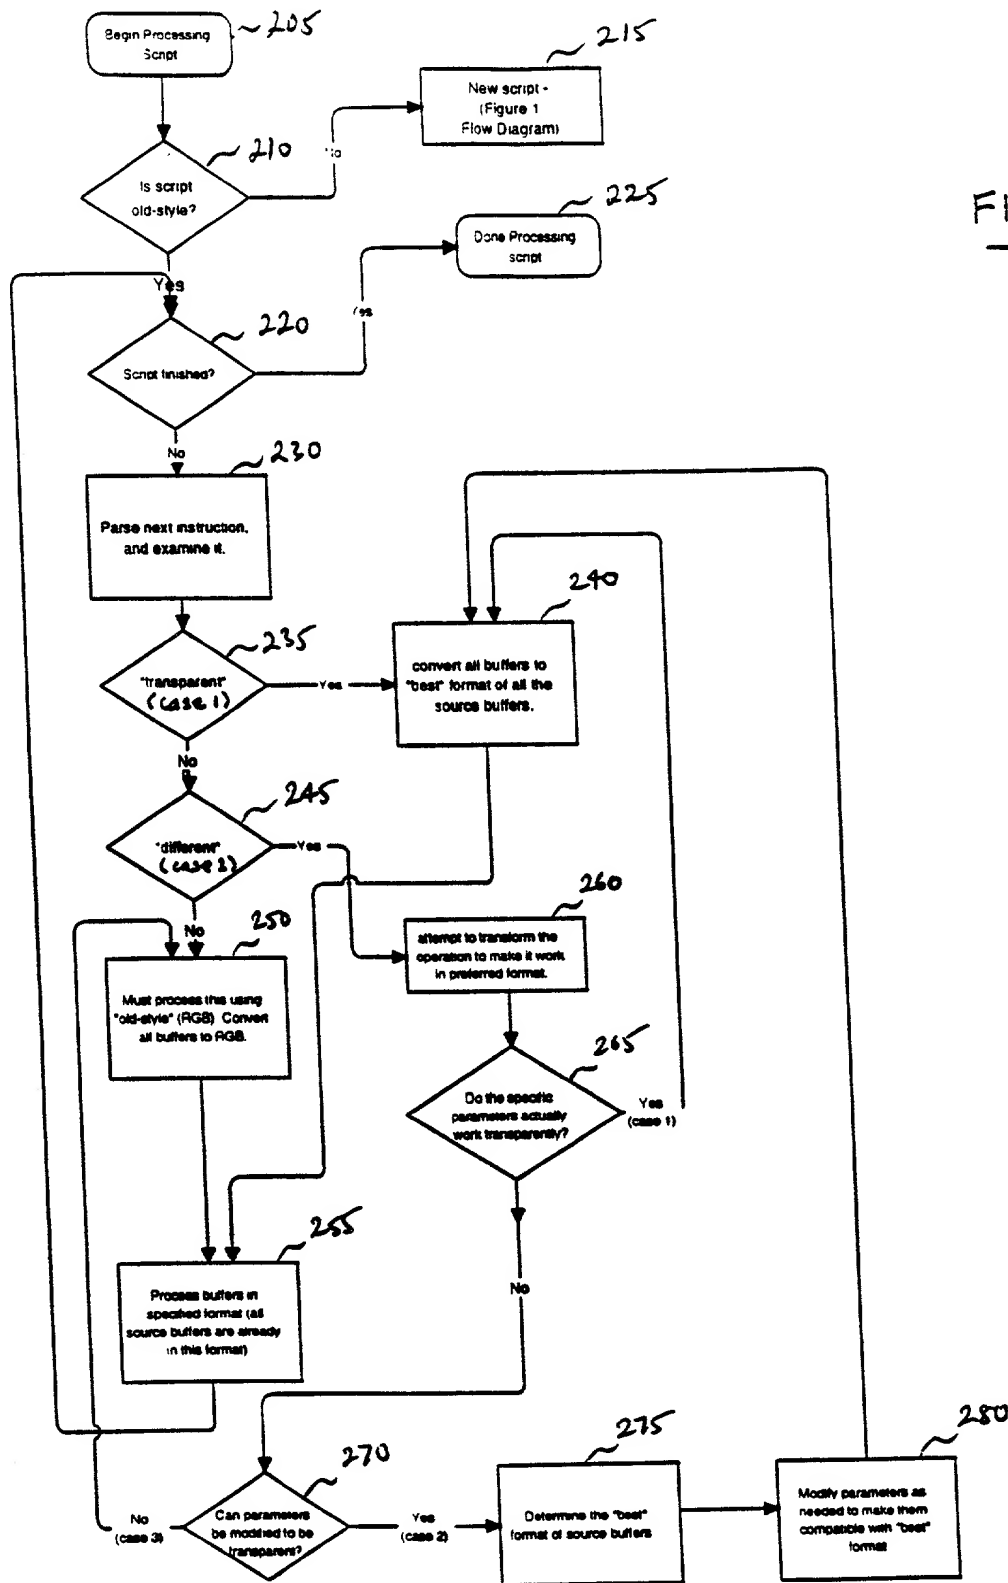 Begin Processing
Script
205
New script -
(Figure 1
Flow Diagram)
215
No
Is script
old-style?
210
Yes
Done Processing
script
225
Yes
FI
Script finished?
220
No
Parse next instruction,
and examine it.
230
"transparent"
(case 1)
235
Yes
convert all buffers to
"best" format of all the
source buffers.
240
No
"different"
(case 2)
245
Yes
No
Must process this using
"old-style" (RGB). Convert
all buffers to RGB.
250
attempt to transform the
operation to make it work
in preferred format.
260
Do the specific
parameters actually
work transparently?
265
Yes
(case 1)
No
Process buffers in
specified format (all
source buffers are already
in this format)
255
No
(case 3)
Can parameters
be modified to be
transparent?
270
Yes
(case 2)
Determine the "best"
format of source buffers
275
Modify parameters as
needed to make them
compatible with "best"
format
280